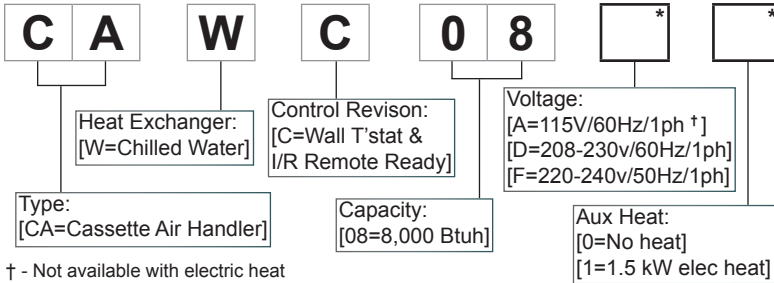 C A W C 0 8 * *
Heat Exchanger:
[W=Chilled Water]
Control Revison:
[C=Wall T'stat &
I/R Remote Ready]
Voltage:
[A=115V/60Hz/1ph †]
[D=208-230v/60Hz/1ph]
[F=220-240v/50Hz/1ph]
Type:
[CA=Cassette Air Handler]
Capacity:
[08=8,000 Btuh]
Aux Heat:
[0=No heat]
[1=1.5 kW elec heat]
† - Not available with electric heat